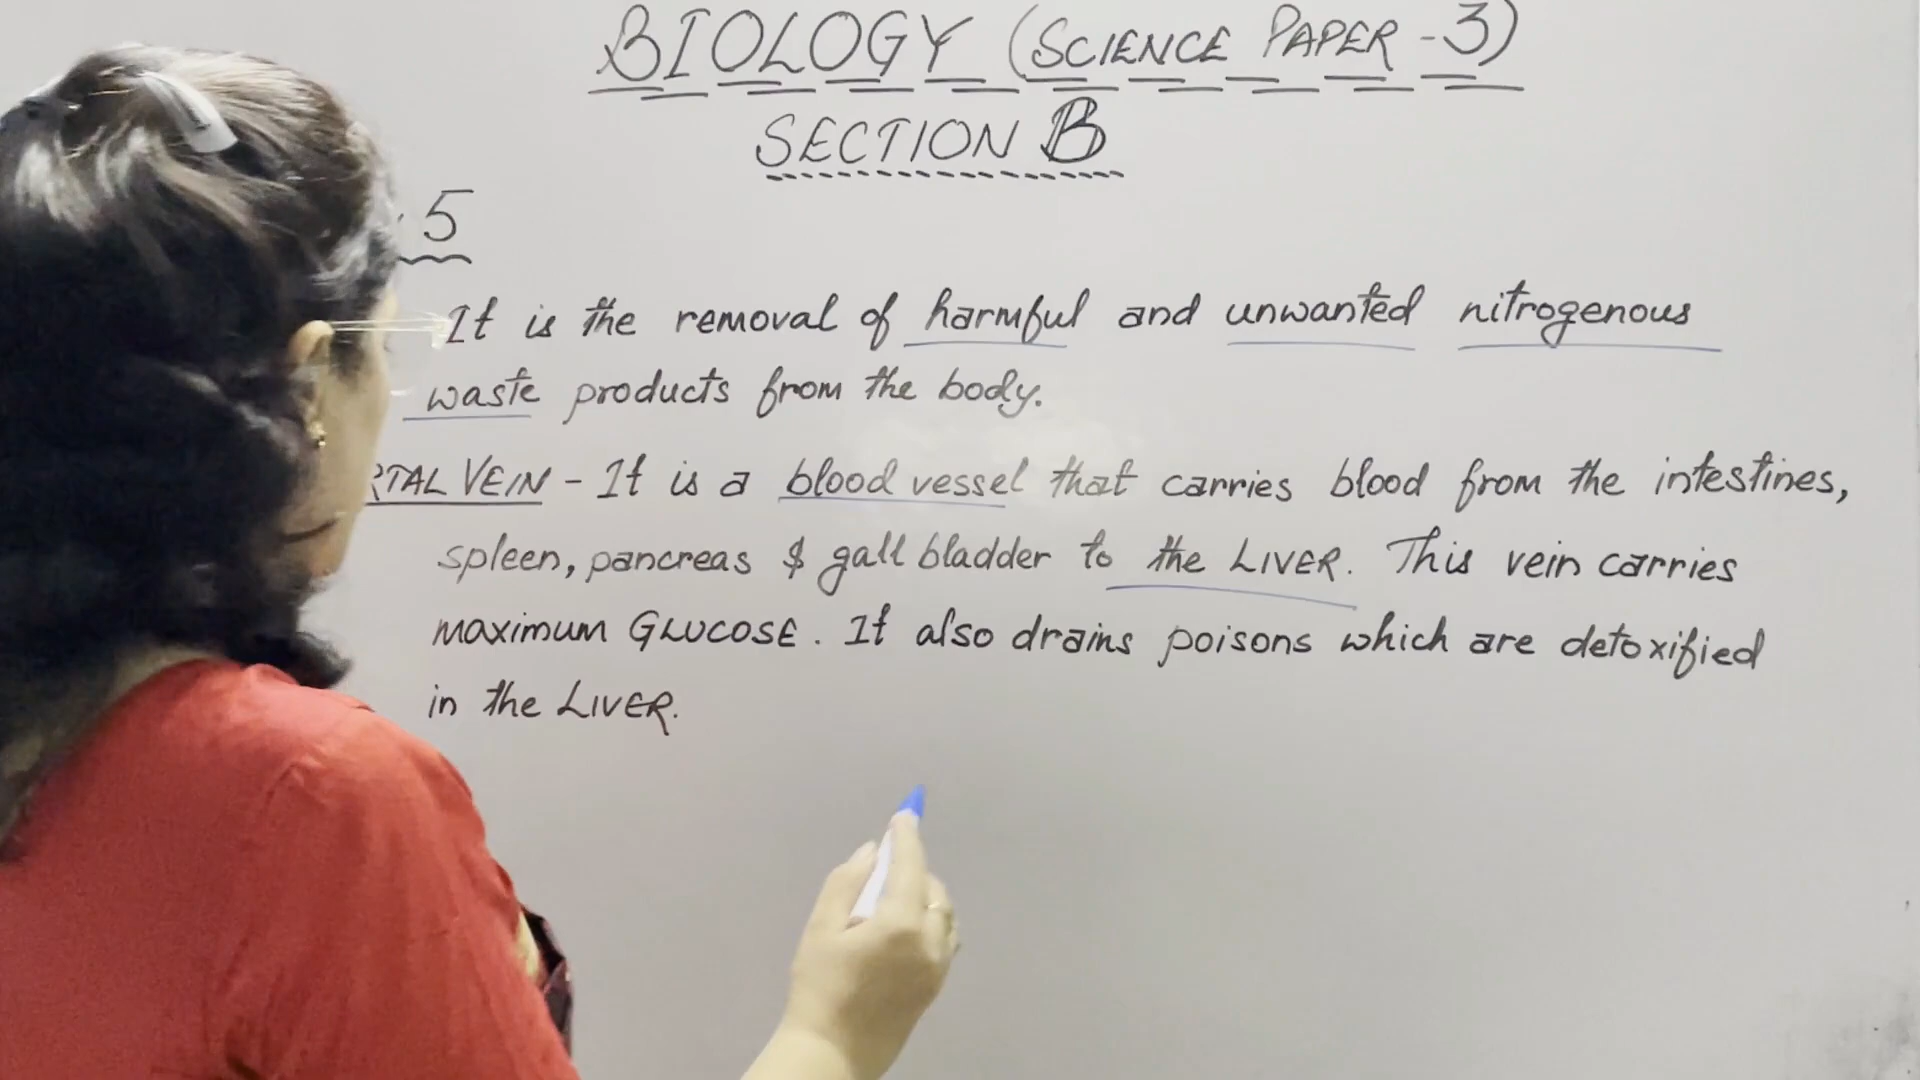 BIOLOGY (SCIENCE PAPER - 3)
SECTION B
5
It is the removal of harmful and unwanted nitrogenous
waste products from the body.
RTAL VEIN - It is a blood vessel that carries blood from the intestines,
spleen, pancreas & gall bladder to the LIVER. This vein carries
maximum GLUCOSE. It also drains poisons which are detoxified
in the LIVER.